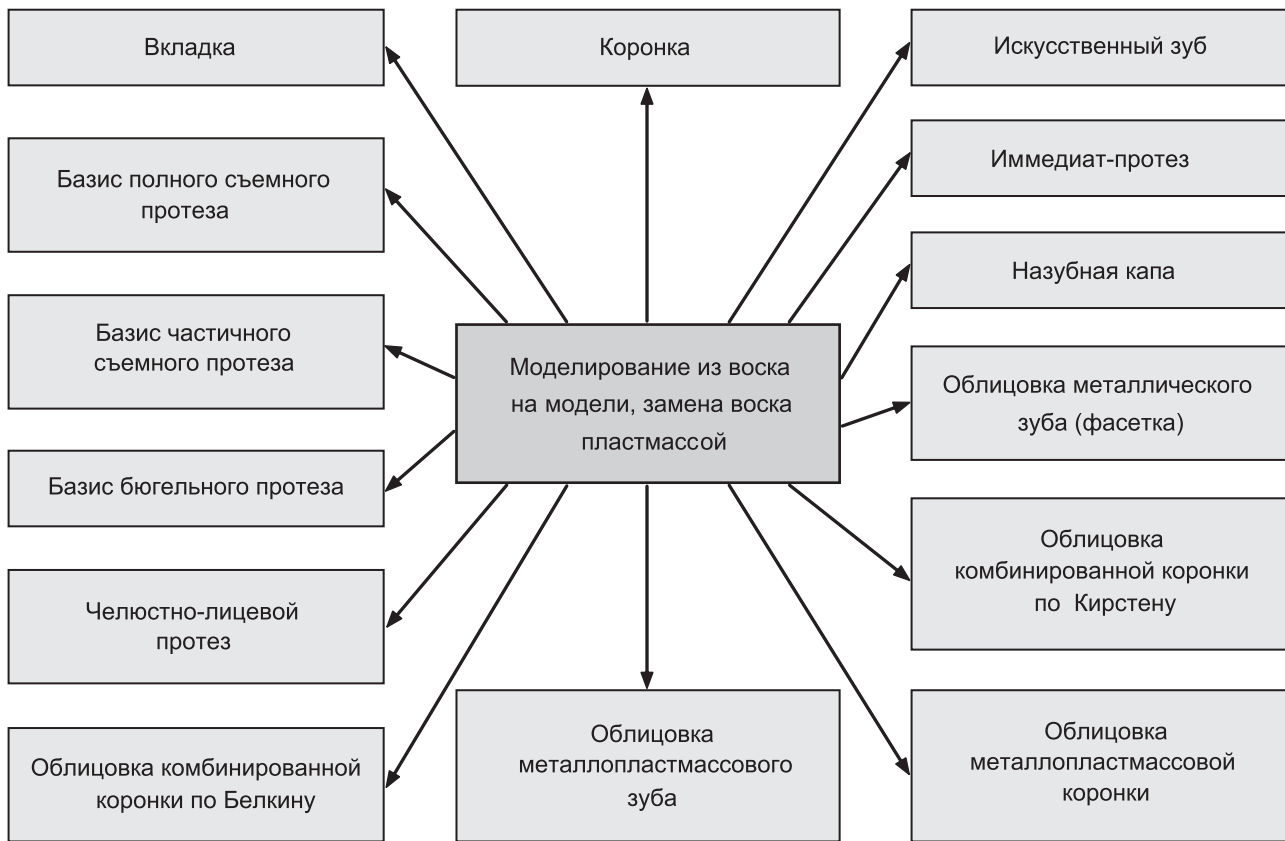 Вкладка
Коронка
Искусственный зуб
Базис полного съемного
протеза
Иммедиат-протез
Назубная капа
Базис частичного
съемного протеза
Моделирование из воска
на модели, замена воска
пластмассой
Облицовка металлического
зуба (фасетка)
Базис бюгельного протеза
Облицовка
комбинированной коронки
по Кирстену
Челюстно-лицевой
протез
Облицовка комбинированной
коронки по Белкину
Облицовка
металлопластмассового
зуба
Облицовка
металлопластмассовой
коронки